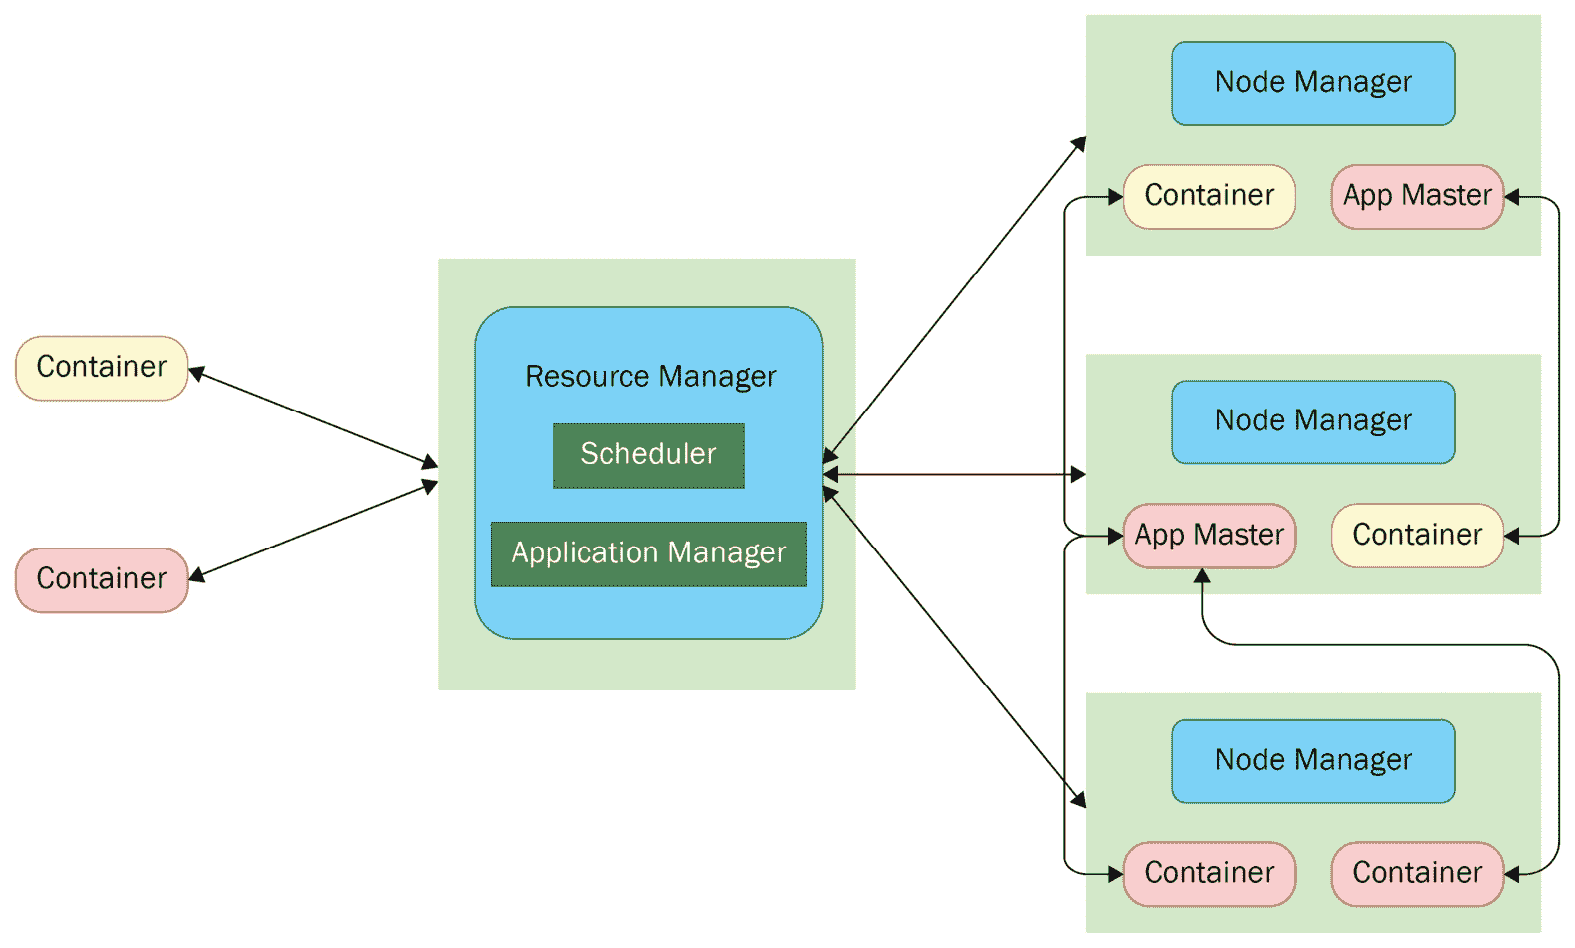 Container
Container
Resource Manager
Scheduler
Application Manager
Node Manager
Container
App Master
Node Manager
App Master
Container
Node Manager
Container
Container